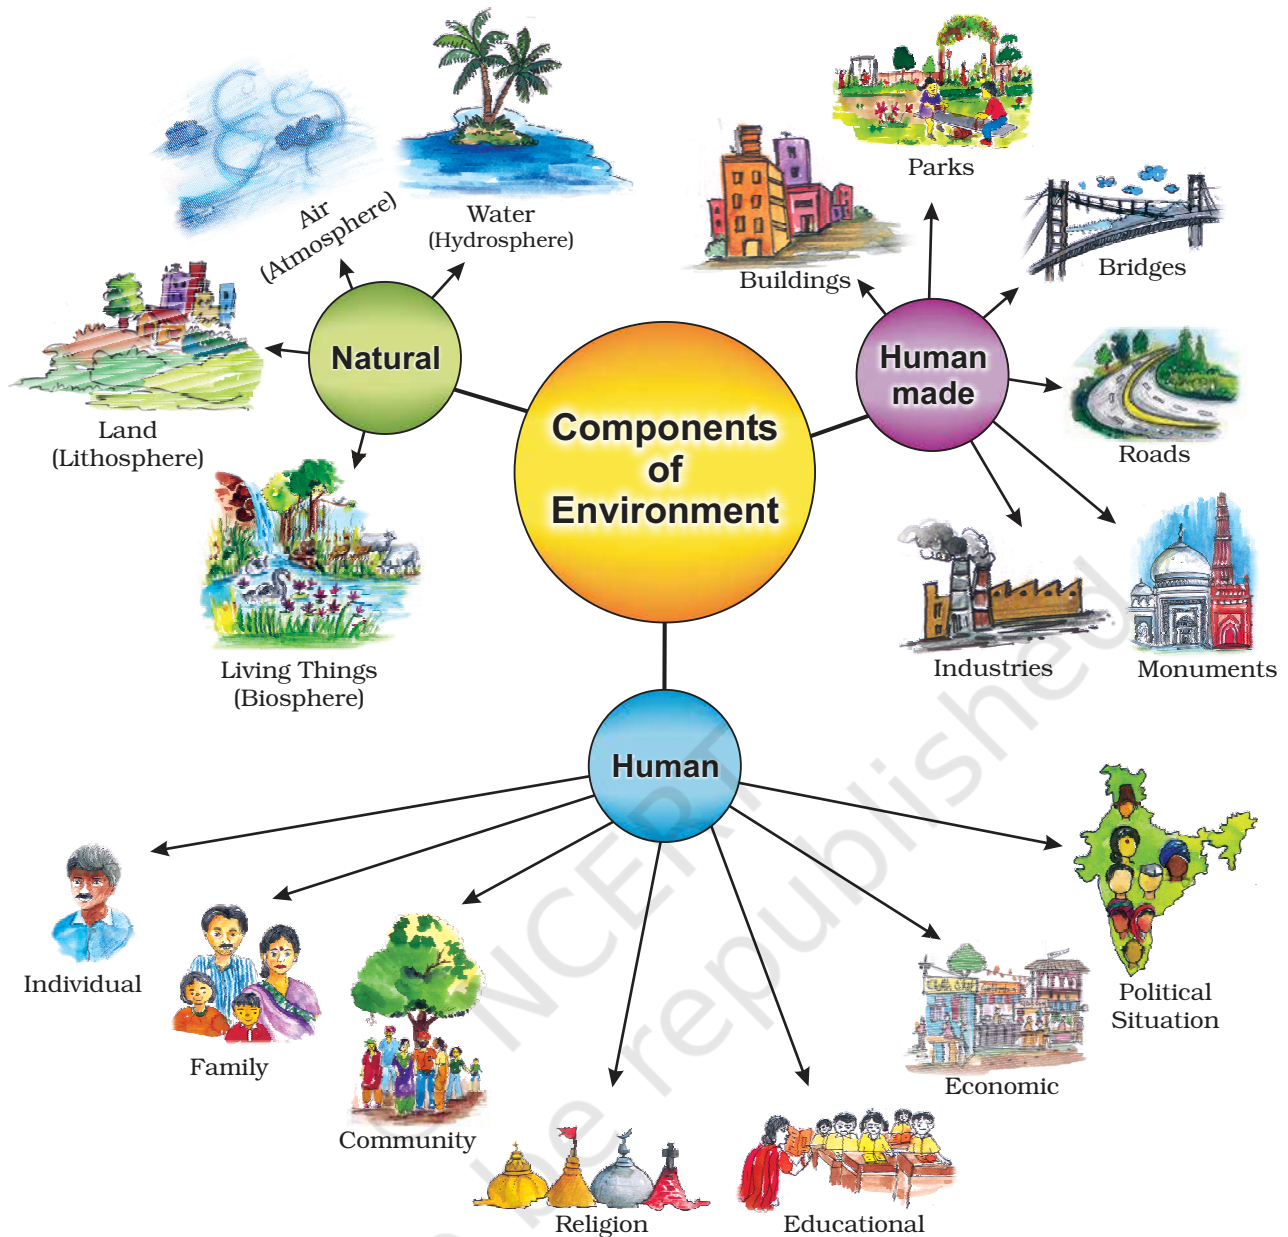 Components
of
Environment
Natural
Air
(Atmosphere)
Water
(Hydrosphere)
Land
(Lithosphere)
Living Things
(Biosphere)
Human
made
Buildings
Parks
Bridges
Roads
Monuments
Industries
Human
Individual
Family
Community
Religion
Educational
Economic
Political
Situation
© NCERT
be republished